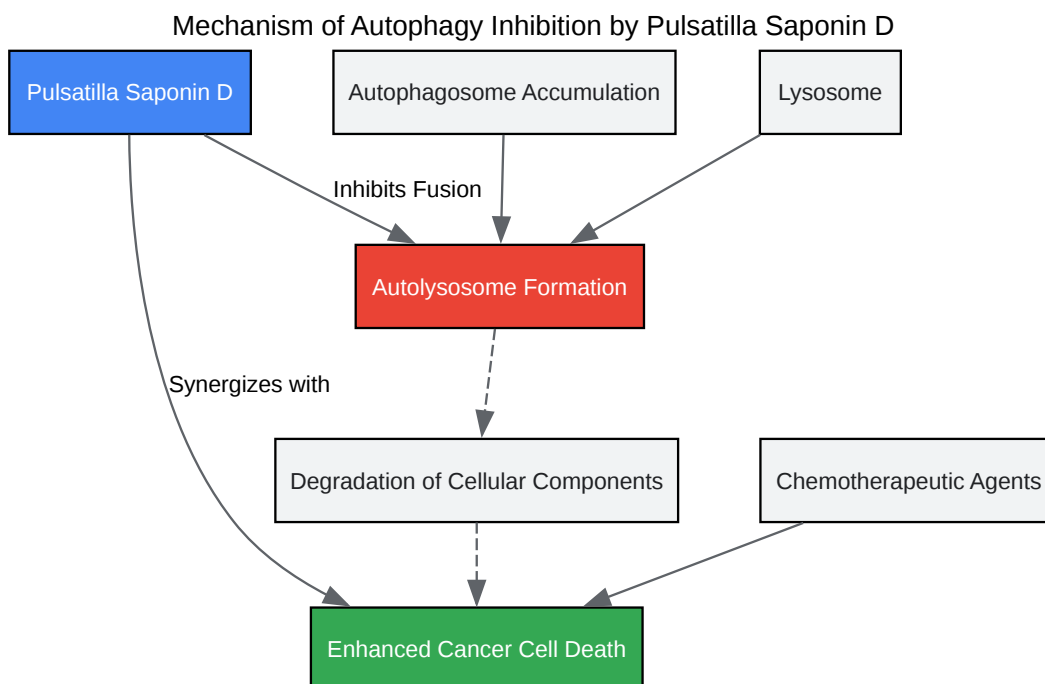 Mechanism of Autophagy Inhibition by Pulsatilla Saponin D
Pulsatilla Saponin D
Autophagosome Accumulation
Lysosome
Inhibits Fusion
Autolysosome Formation
Synergizes with
Degradation of Cellular Components
Chemotherapeutic Agents
Enhanced Cancer Cell Death